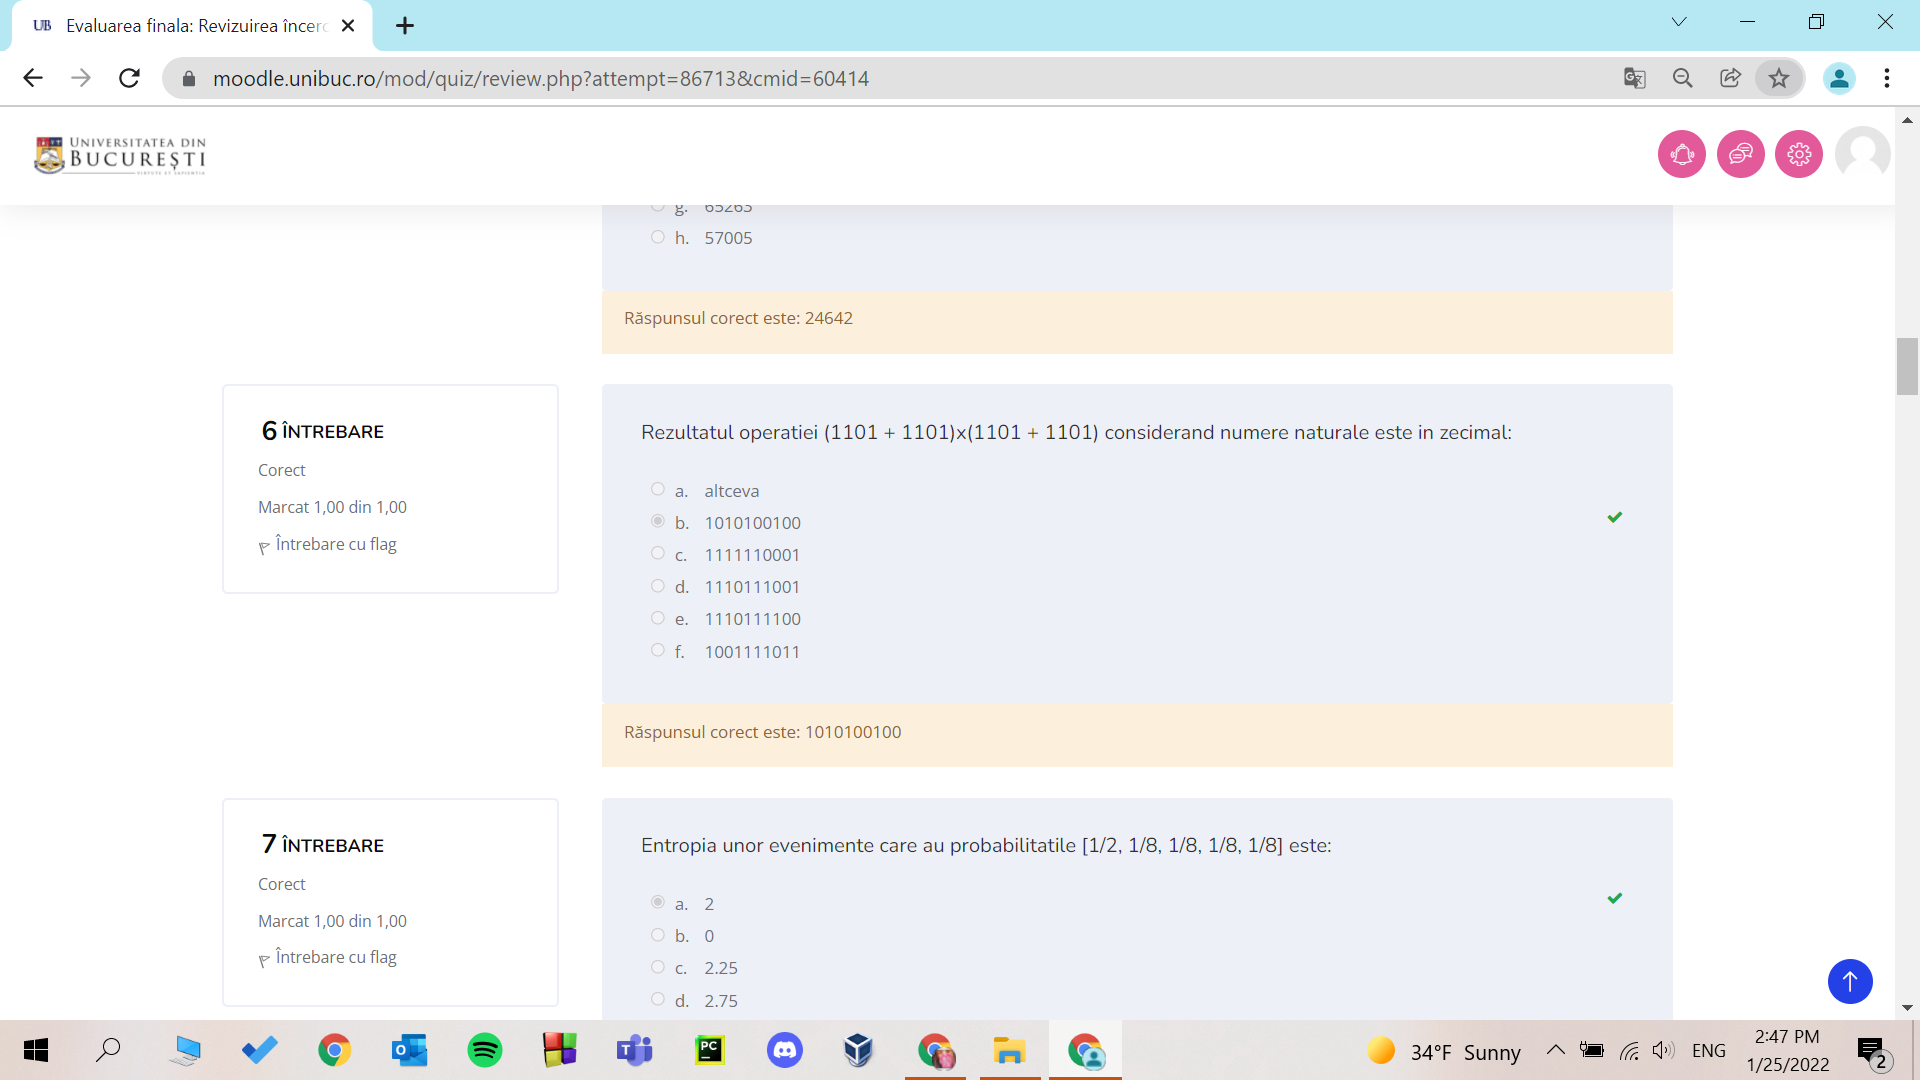 UB Evaluarea finala: Revizuirea încer
moodle.unibuc.ro/mod/quiz/review.php?attempt=86713&cmid=60414
UNIVERSITATEA DIN
BUCUREȘTI
VIRTUTE ET SAPIENTIA
g. 65263
h. 57005
Răspunsul corect este: 24642
6 ÎNTREBARE
Corect
Marcat 1,00 din 1,00
Întrebare cu flag
Rezultatul operatiei (1101 + 1101)x(1101 + 1101) considerand numere naturale este in zecimal:
a. altceva
b. 1010100100
c. 1111110001
d. 1110111001
e. 1110111100
f. 1001111011
Răspunsul corect este: 1010100100
7 ÎNTREBARE
Corect
Marcat 1,00 din 1,00
Întrebare cu flag
Entropia unor evenimente care au probabilitatile [1/2, 1/8, 1/8, 1/8, 1/8] este:
a. 2
b. 0
c. 2.25
d. 2.75
34°F Sunny
ENG
2:47 PM
1/25/2022
2